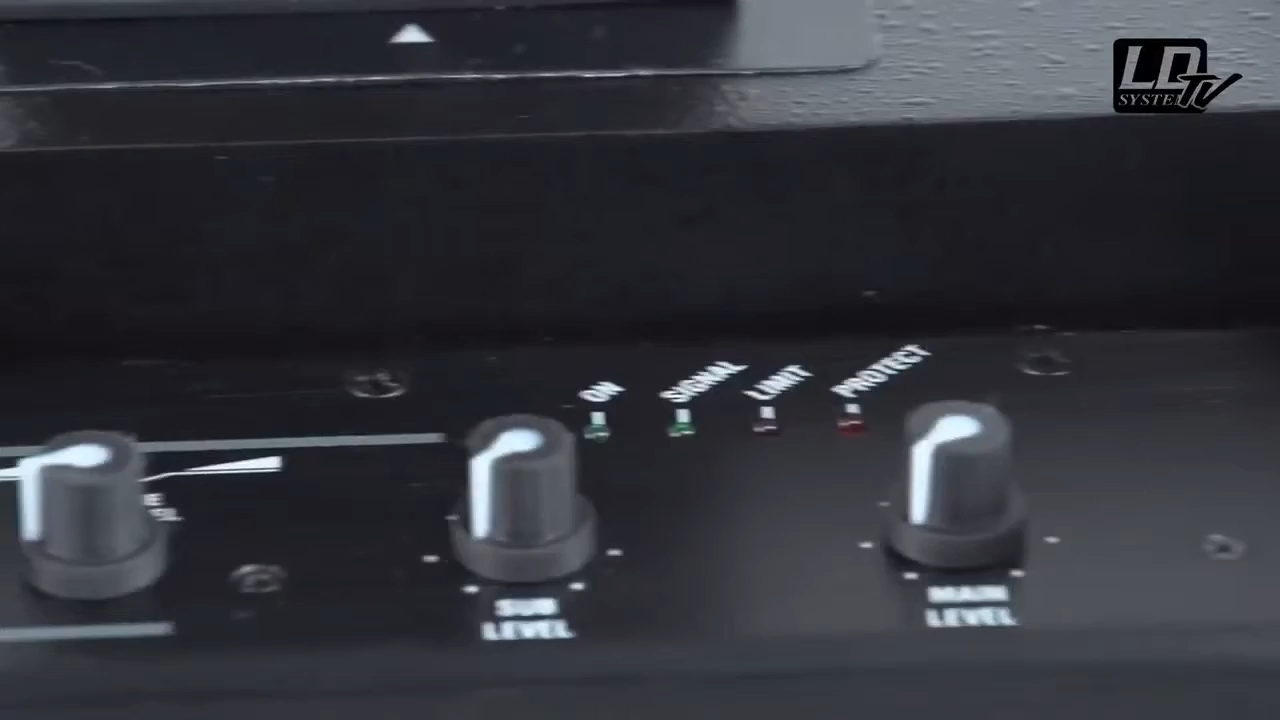 LD
SYSTEMS
TV
ON
SIGNAL
LIMIT
PROTECT
SUB
LEVEL
MAIN
LEVEL